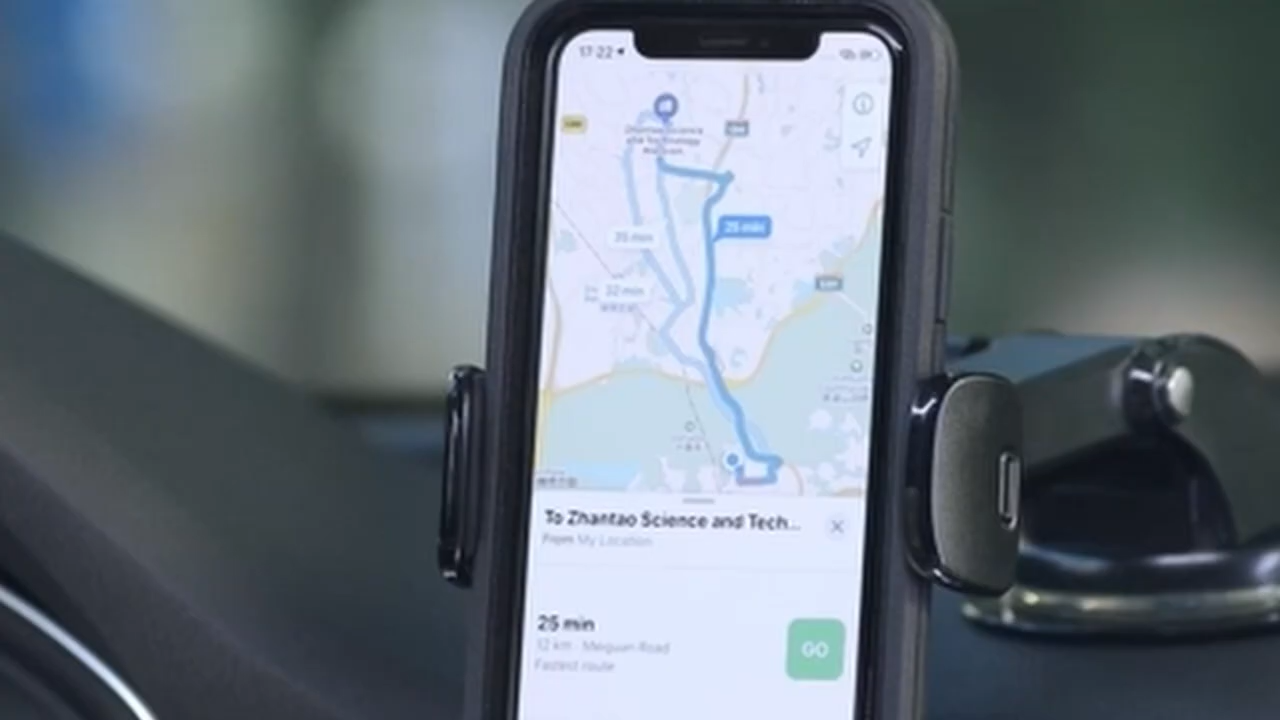 17:22
25 min
35 min
32 min
To Zhantao Science and Tech...
From My Location
25 min
12 km · Meiguan Road
Fastest route
GO